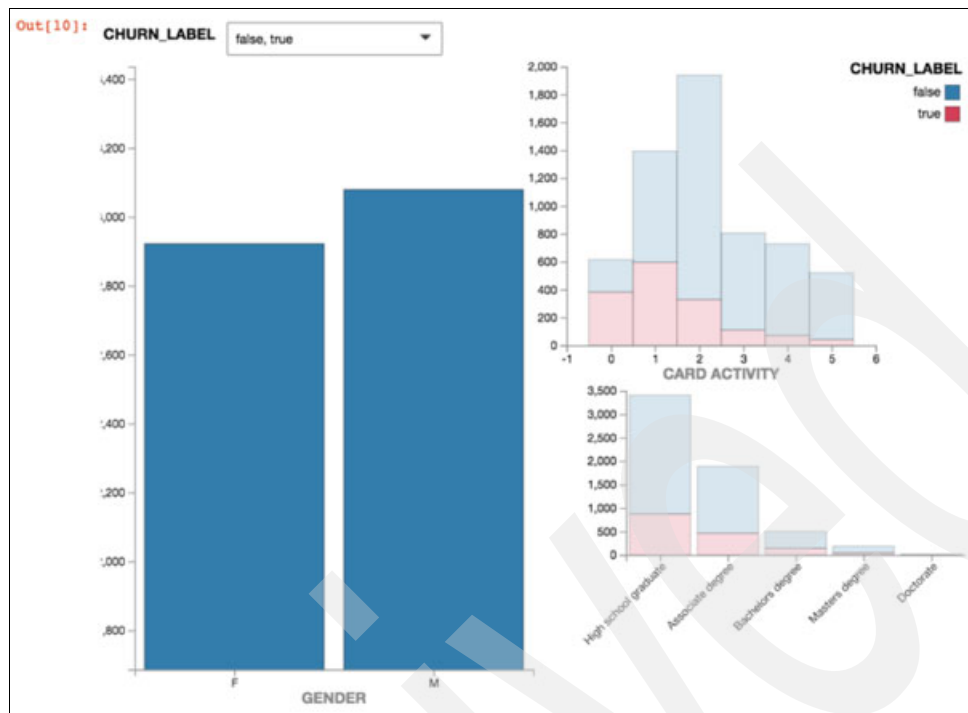 Out[10]:
CHURN_LABEL
false, true
,400
,200
,000
,800
,600
,400
,200
,000
,800
F
M
GENDER
2,000
1,800
1,600
1,400
1,200
1,000
800
600
400
200
0
-1
0
1
2
3
4
5
6
CARD ACTIVITY
CHURN_LABEL
false
true
3,500
3,000
2,500
2,000
1,500
1,000
500
0
High school graduate
Associate degree
Bachelors degree
Masters degree
Doctorate